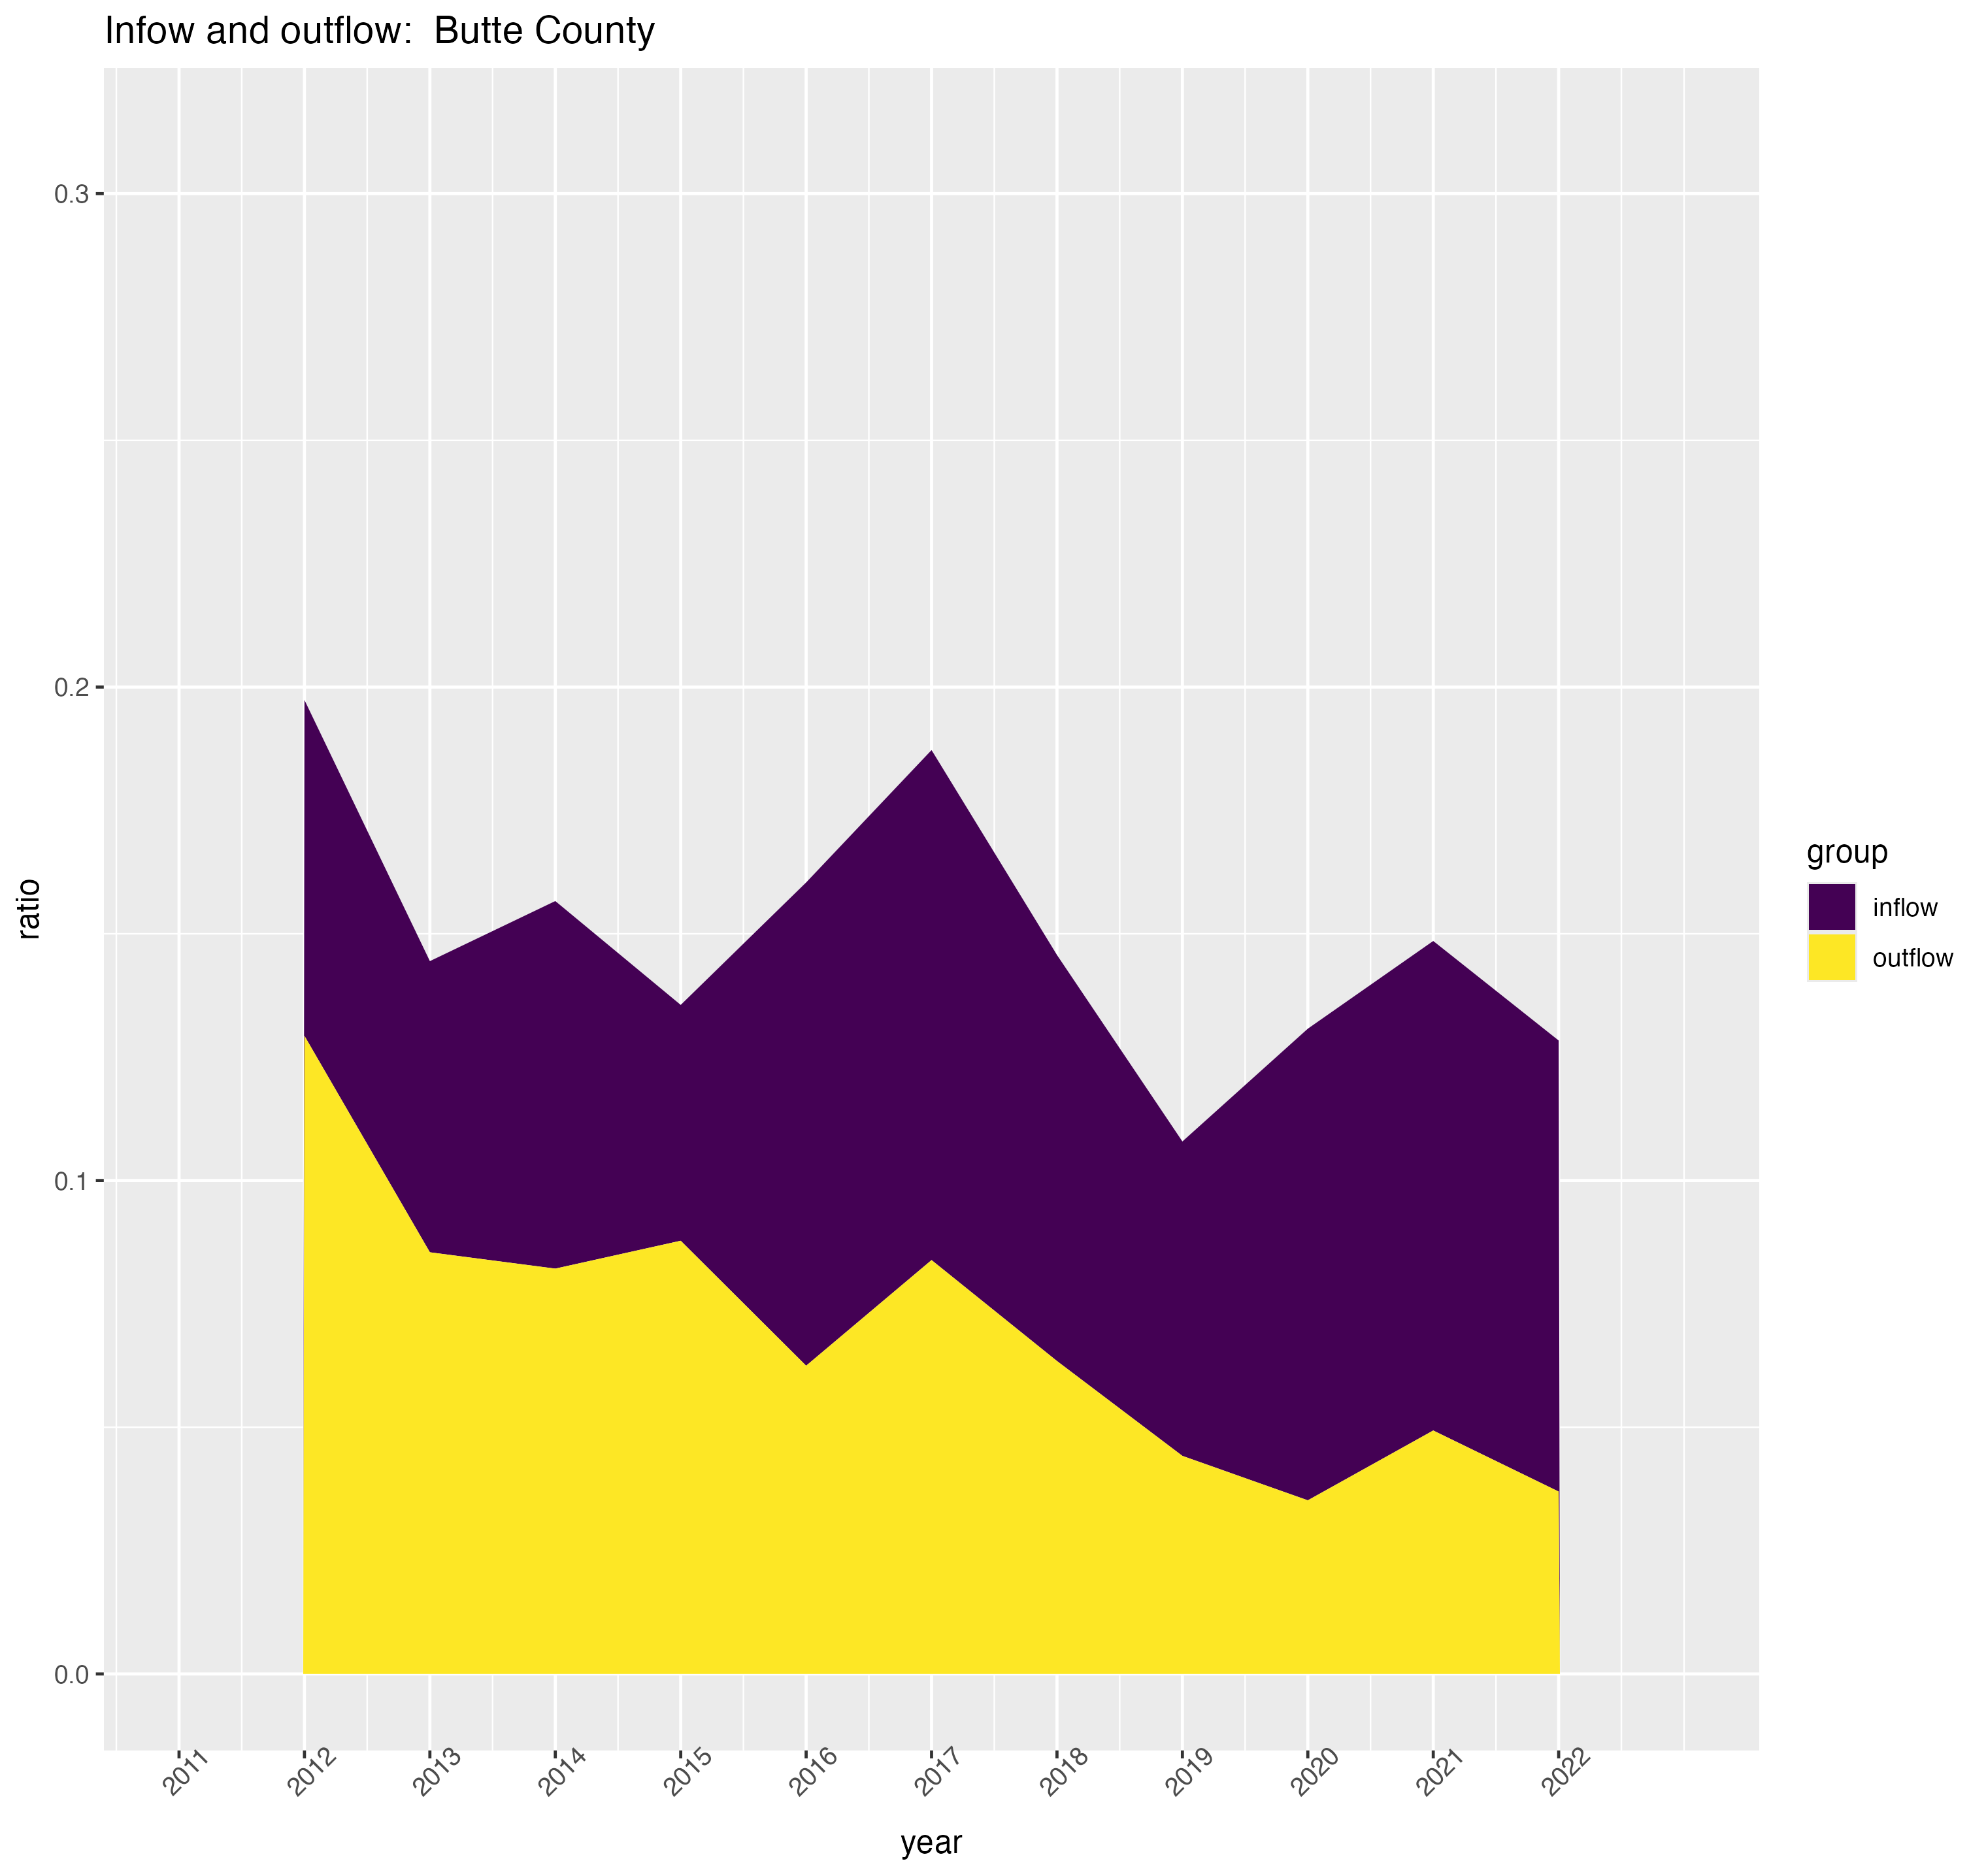 Infow and outflow:  Butte County
0.3
0.2
0.1
0.0
ratio
2011 2012 2013 2014 2015 2016 2017 2018 2019 2020 2021 2022
year
group
inflow
outflow